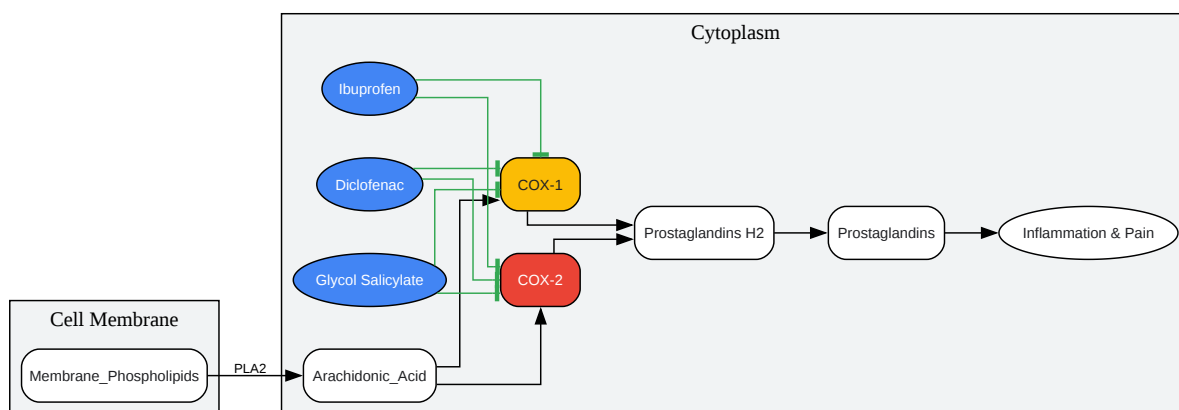 Cytoplasm
Ibuprofen
Diclofenac
COX-1
Prostaglandins H2
Prostaglandins
Inflammation & Pain
Glycol Salicylate
COX-2
Cell Membrane
Membrane_Phospholipids
PLA2
Arachidonic_Acid